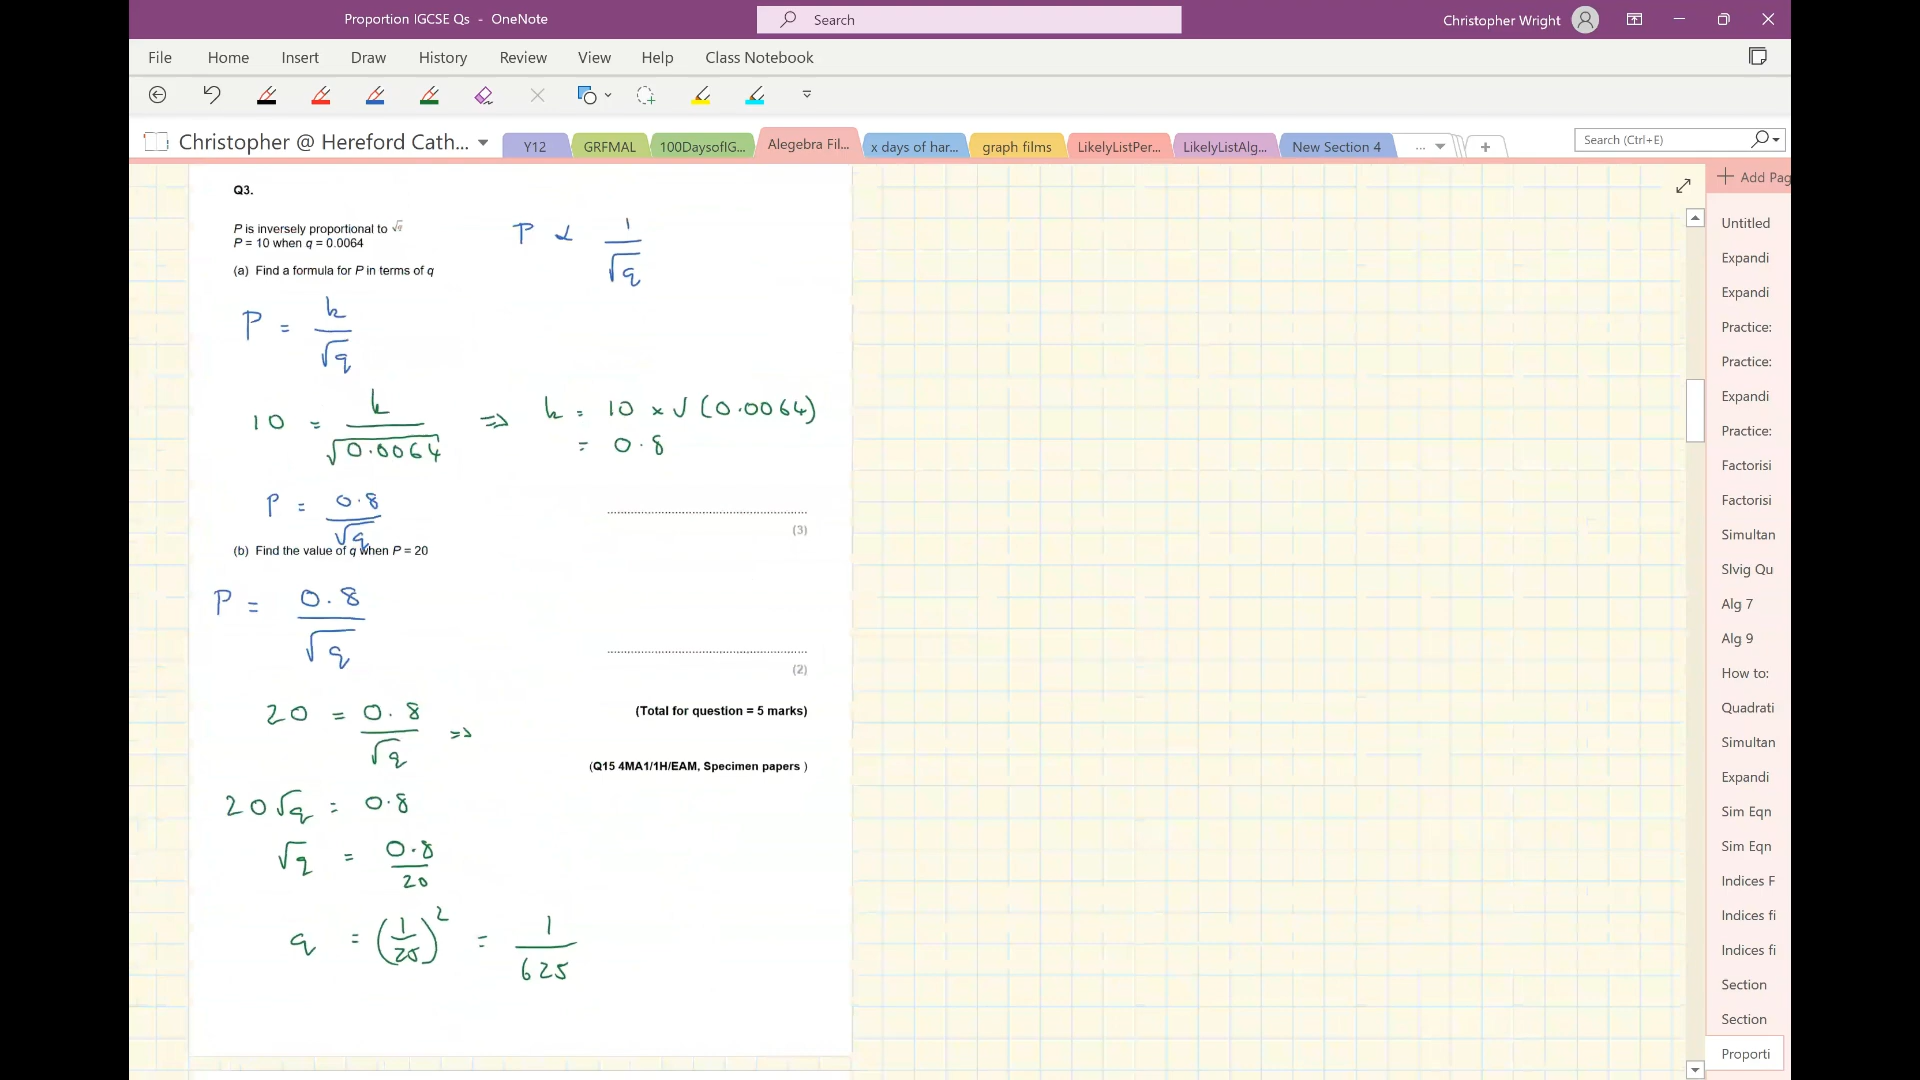 Proportion IGCSE Qs - OneNote
Search
Christopher Wright
File Home Insert Draw History Review View Help Class Notebook
Christopher @ Hereford Cath...
Y12 GRFMAL 100DaysofIG... Alegebra Fil... x days of har... graph films LikelyListPer... LikelyListAlg... New Section 4 ... +
Search (Ctrl+E)
Add Pag
Untitled
Expandi
Expandi
Practice:
Practice:
Expandi
Practice:
Factorisi
Factorisi
Simultan
Slvig Qu
Alg 7
Alg 9
How to:
Quadrati
Simultan
Expandi
Sim Eqn
Sim Eqn
Indices F
Indices fi
Indices fi
Section
Section
Proporti
Q3.
P is inversely proportional to √q
P = 10 when q = 0.0064
P ∝ 1/√q
(a) Find a formula for P in terms of q
P = k/√q
10 = k/√0.0064 ⇒ k = 10 × √(0.0064)
= 0.8
P = 0.8/√q
(3)
(b) Find the value of q when P = 20
P = 0.8/√q
(2)
20 = 0.8/√q ⇒
(Total for question = 5 marks)
(Q15 4MA1/1H/EAM, Specimen papers )
20√q = 0.8
√q = 0.8/20
q = (1/25)² = 1/625